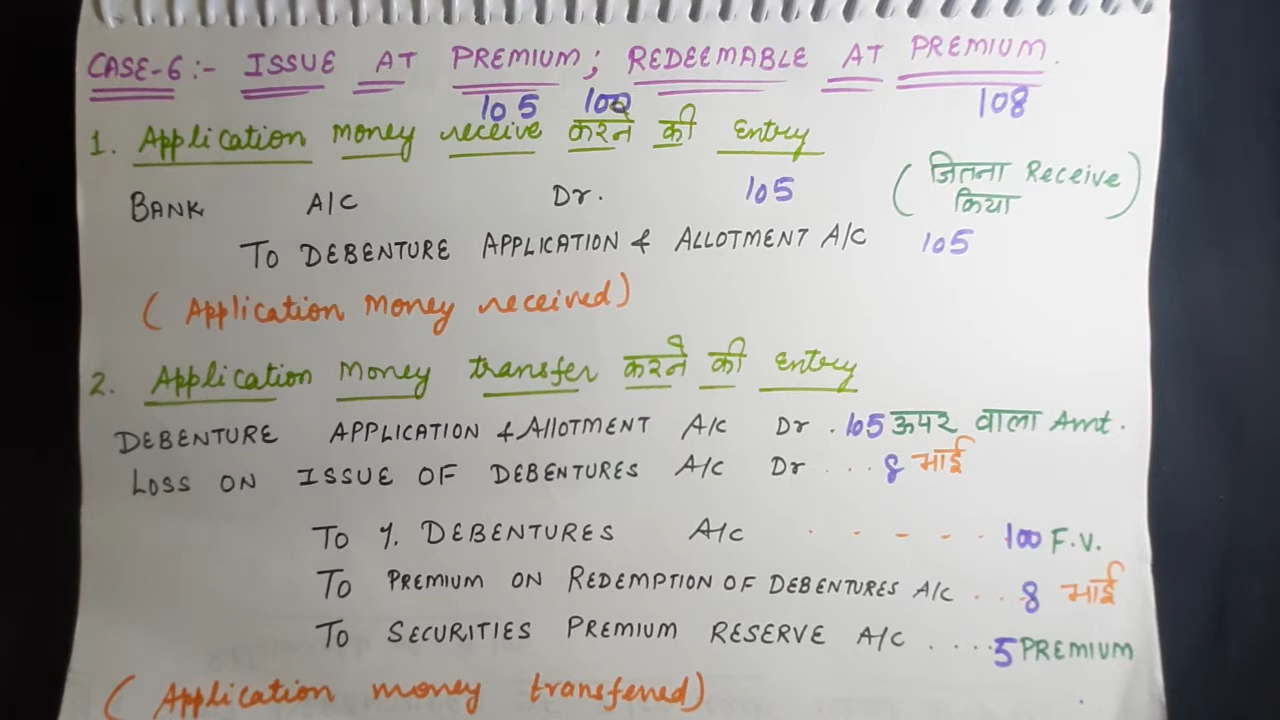 CASE-6:- ISSUE AT PREMIUM; REDEEMABLE AT PREMIUM.
105 100 108
1. Application money receive करने की Entry
BANK A/C Dr. 105 (जितना Receive किया)
TO DEBENTURE APPLICATION & ALLOTMENT A/C 105
(Application Money received)
2. Application Money transfer करने की Entry
DEBENTURE APPLICATION & ALLOTMENT A/C Dr. 105 ऊपर वाला Amt.
LOSS ON ISSUE OF DEBENTURES A/C Dr ... 8 भाई
TO % DEBENTURES A/C - - - - - 100 F.V.
TO PREMIUM ON REDEMPTION OF DEBENTURES A/C ... 8 भाई
TO SECURITIES PREMIUM RESERVE A/C .... 5 PREMIUM
(Application money transferred)